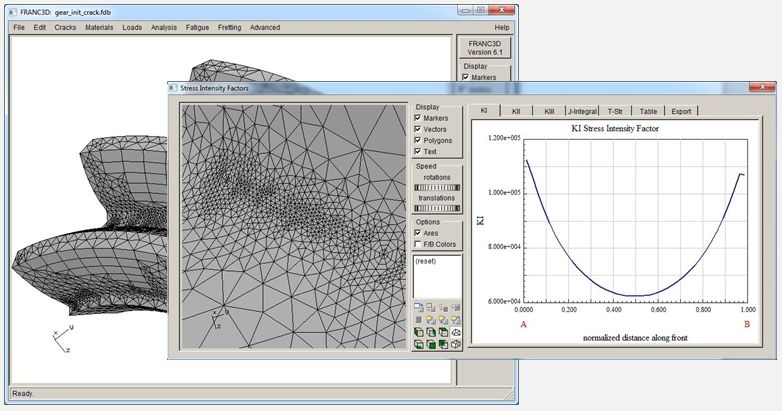 FRANC3D: gear_init_crack.fdb
File Edit Cracks Materials Loads Analysis Fatigue Fretting Advanced Help
FRANC3D
Version 6.1
Display
Markers
Stress Intensity Factors
Display
Markers
Vectors
Polygons
Text
Speed
rotations
translations
Options
Axes
F/B Colors
(reset)
KI KII KIII J-Integral T-Str Table Export
KI Stress Intensity Factor
1.200e+005
1.000e+005
8.000e+004
6.000e+004
KI
0.000 0.200 0.400 0.600 0.800 1.000
A B
normalized distance along front
x y z
x y z
Ready.